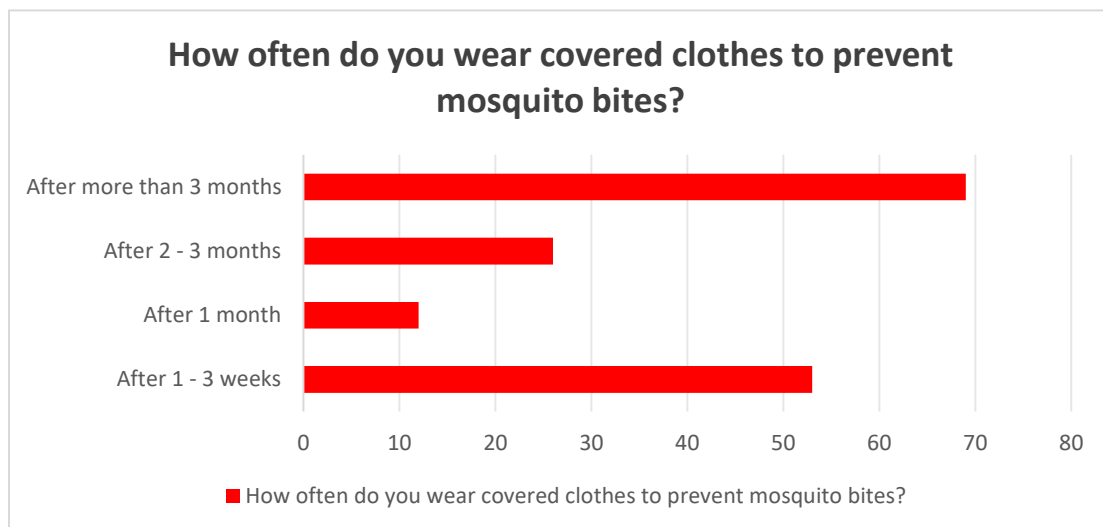 How often do you wear covered clothes to prevent
mosquito bites?
After more than 3 months
After 2 - 3 months
After 1 month
After 1 - 3 weeks
0 10 20 30 40 50 60 70 80
How often do you wear covered clothes to prevent mosquito bites?